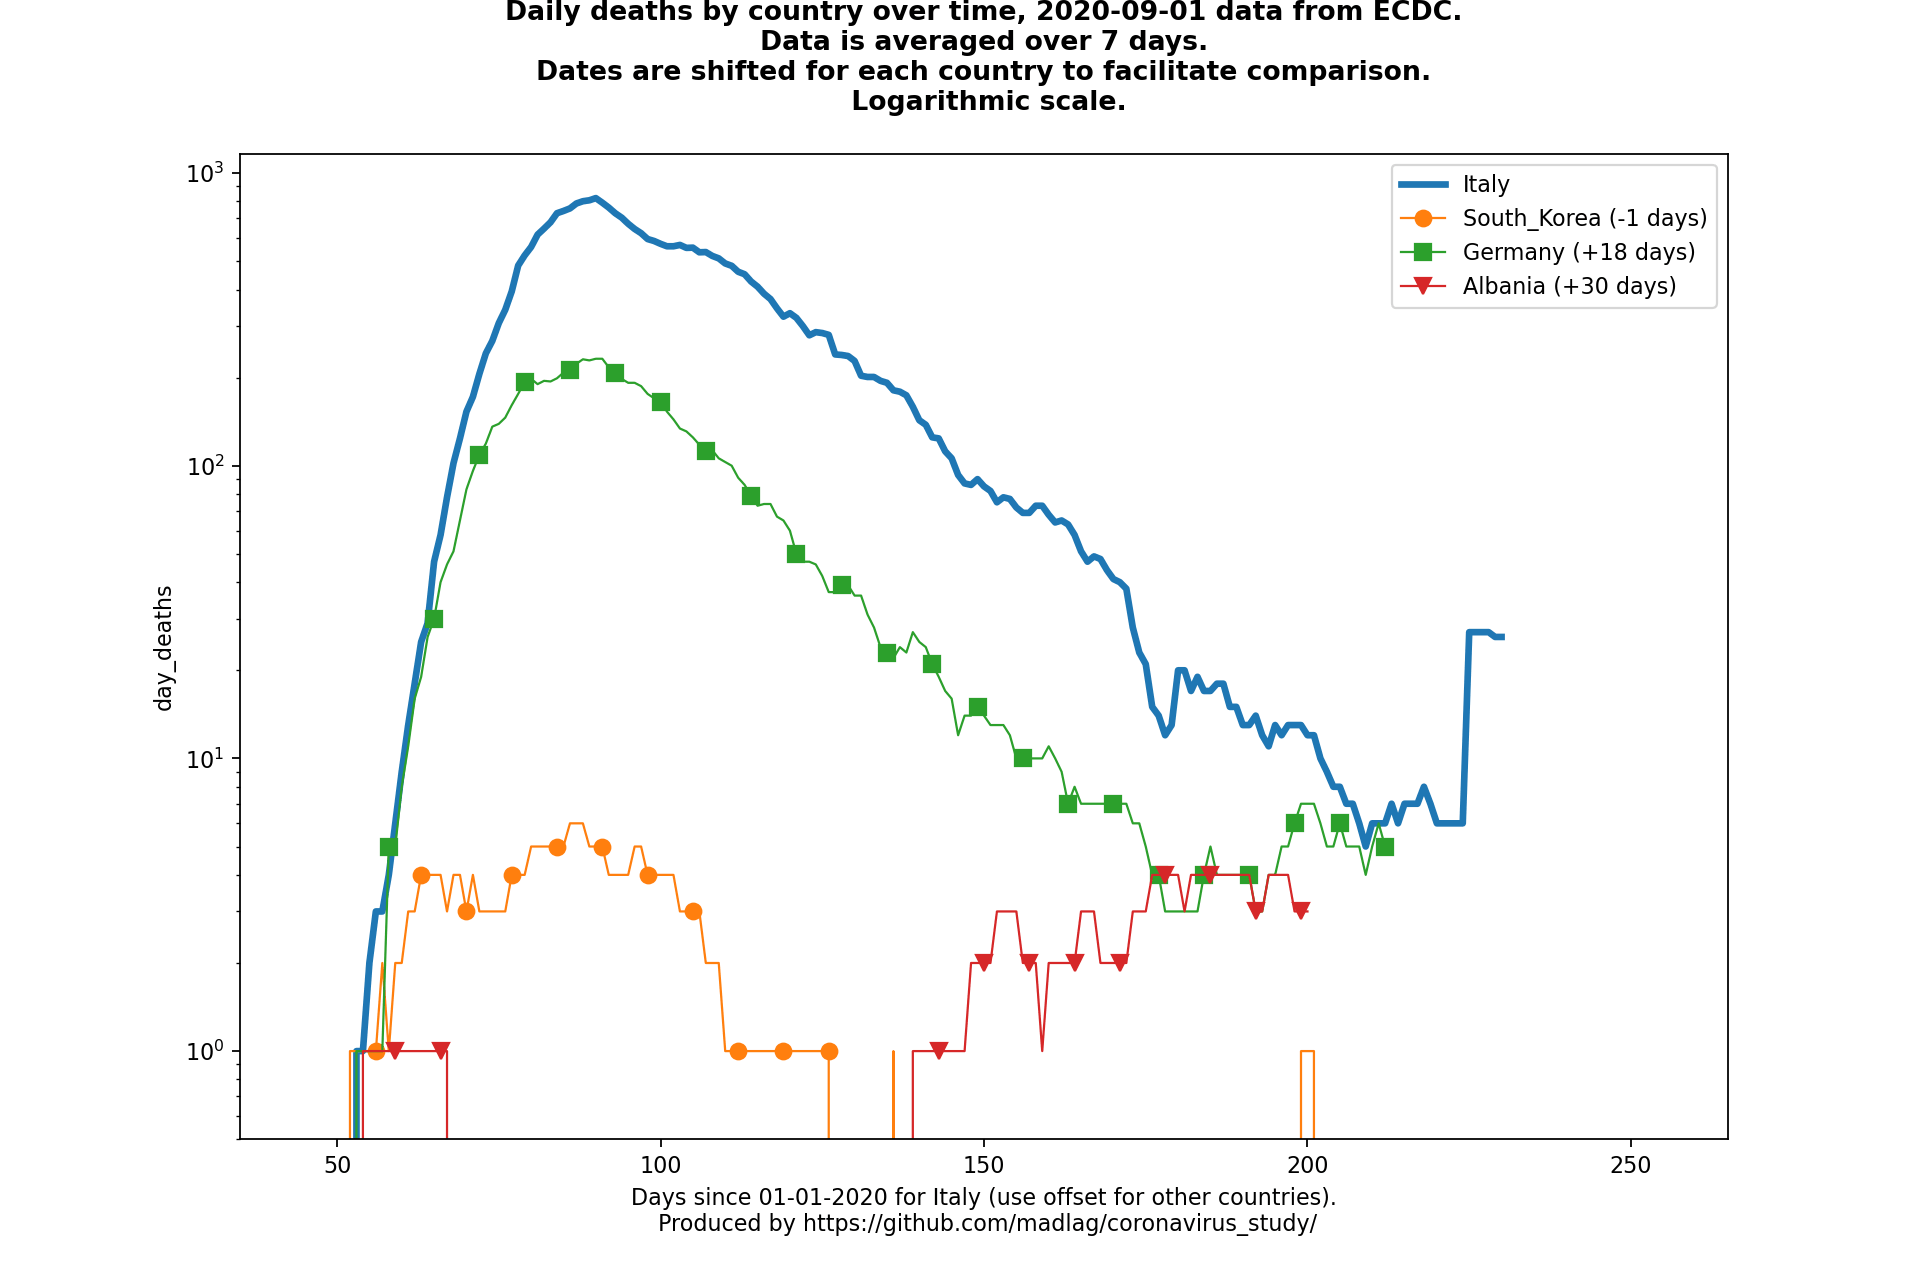 Daily deaths by country over time, 2020-09-01 data from ECDC.
Data is averaged over 7 days.
Dates are shifted for each country to facilitate comparison.
Logarithmic scale.
10³
10²
10¹
10⁰
day_deaths
Italy
South_Korea (-1 days)
Germany (+18 days)
Albania (+30 days)
50 100 150 200 250
Days since 01-01-2020 for Italy (use offset for other countries).
Produced by https://github.com/madlag/coronavirus_study/